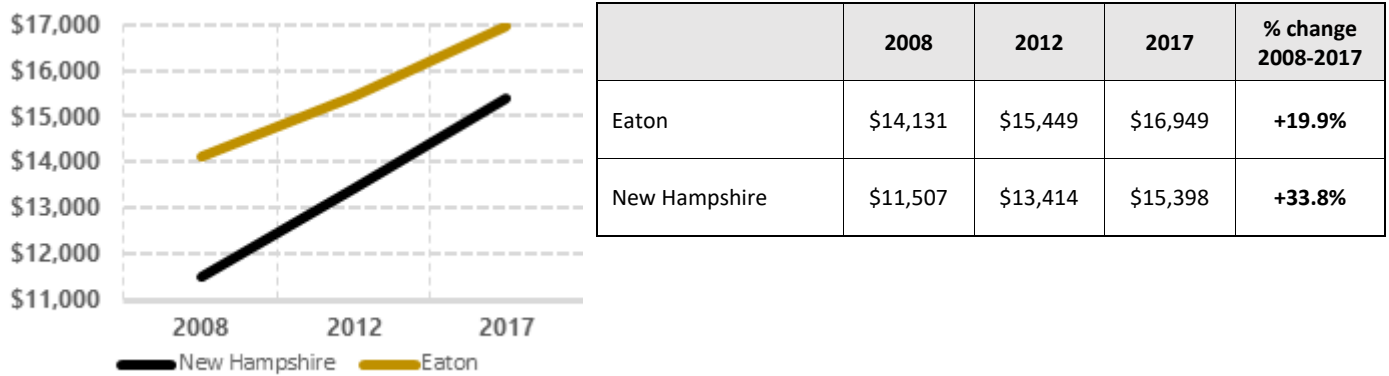 $17,000
$16,000
$15,000
$14,000
$13,000
$12,000
$11,000
2008 2012 2017
New Hampshire Eaton
2008 2012 2017 % change
2008-2017
Eaton $14,131 $15,449 $16,949 +19.9%
New Hampshire $11,507 $13,414 $15,398 +33.8%